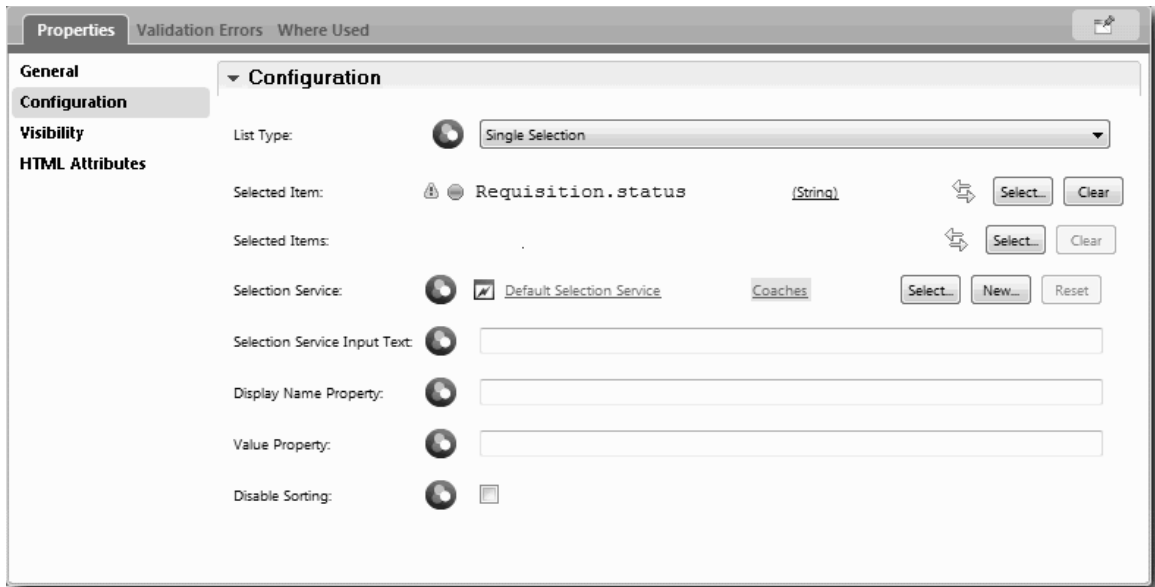 Properties Validation Errors Where Used
General
Configuration
Visibility
HTML Attributes
Configuration
List Type: Single Selection
Selected Item: Requisition.status (String) Select... Clear
Selected Items: Select... Clear
Selection Service: Default Selection Service Coaches Select... New... Reset
Selection Service Input Text:
Display Name Property:
Value Property:
Disable Sorting: